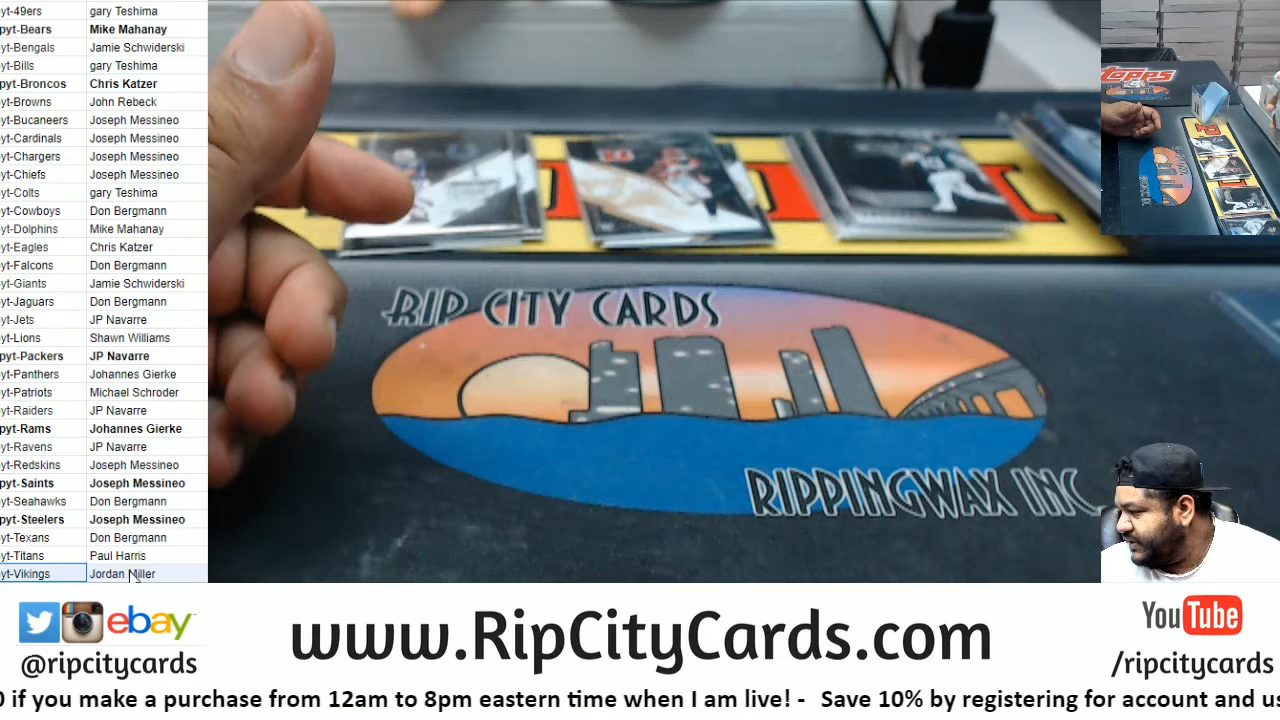 yt-49ers gary Teshima
pyt-Bears Mike Mahanay
yt-Bengals Jamie Schwiderski
yt-Bills gary Teshima
pyt-Broncos Chris Katzer
yt-Browns John Rebeck
yt-Bucaneers Joseph Messineo
yt-Cardinals Joseph Messineo
yt-Chargers Joseph Messineo
yt-Chiefs Joseph Messineo
yt-Colts gary Teshima
yt-Cowboys Don Bergmann
yt-Dolphins Mike Mahanay
yt-Eagles Chris Katzer
yt-Falcons Don Bergmann
yt-Giants Jamie Schwiderski
yt-Jaguars Don Bergmann
yt-Jets JP Navarre
yt-Lions Shawn Williams
pyt-Packers JP Navarre
yt-Panthers Johannes Gierke
yt-Patriots Michael Schroder
yt-Raiders JP Navarre
pyt-Rams Johannes Gierke
yt-Ravens JP Navarre
yt-Redskins Joseph Messineo
pyt-Saints Joseph Messineo
yt-Seahawks Don Bergmann
pyt-Steelers Joseph Messineo
yt-Texans Don Bergmann
yt-Titans Paul Harris
yt-Vikings Jordan Miller
RIP CITY CARDS
RIPPINGWAX INC
Topps
ebay™
@ripcitycards
www.RipCityCards.com
YouTube
/ripcitycards
0 if you make a purchase from 12am to 8pm eastern time when I am live! - Save 10% by registering for account and us